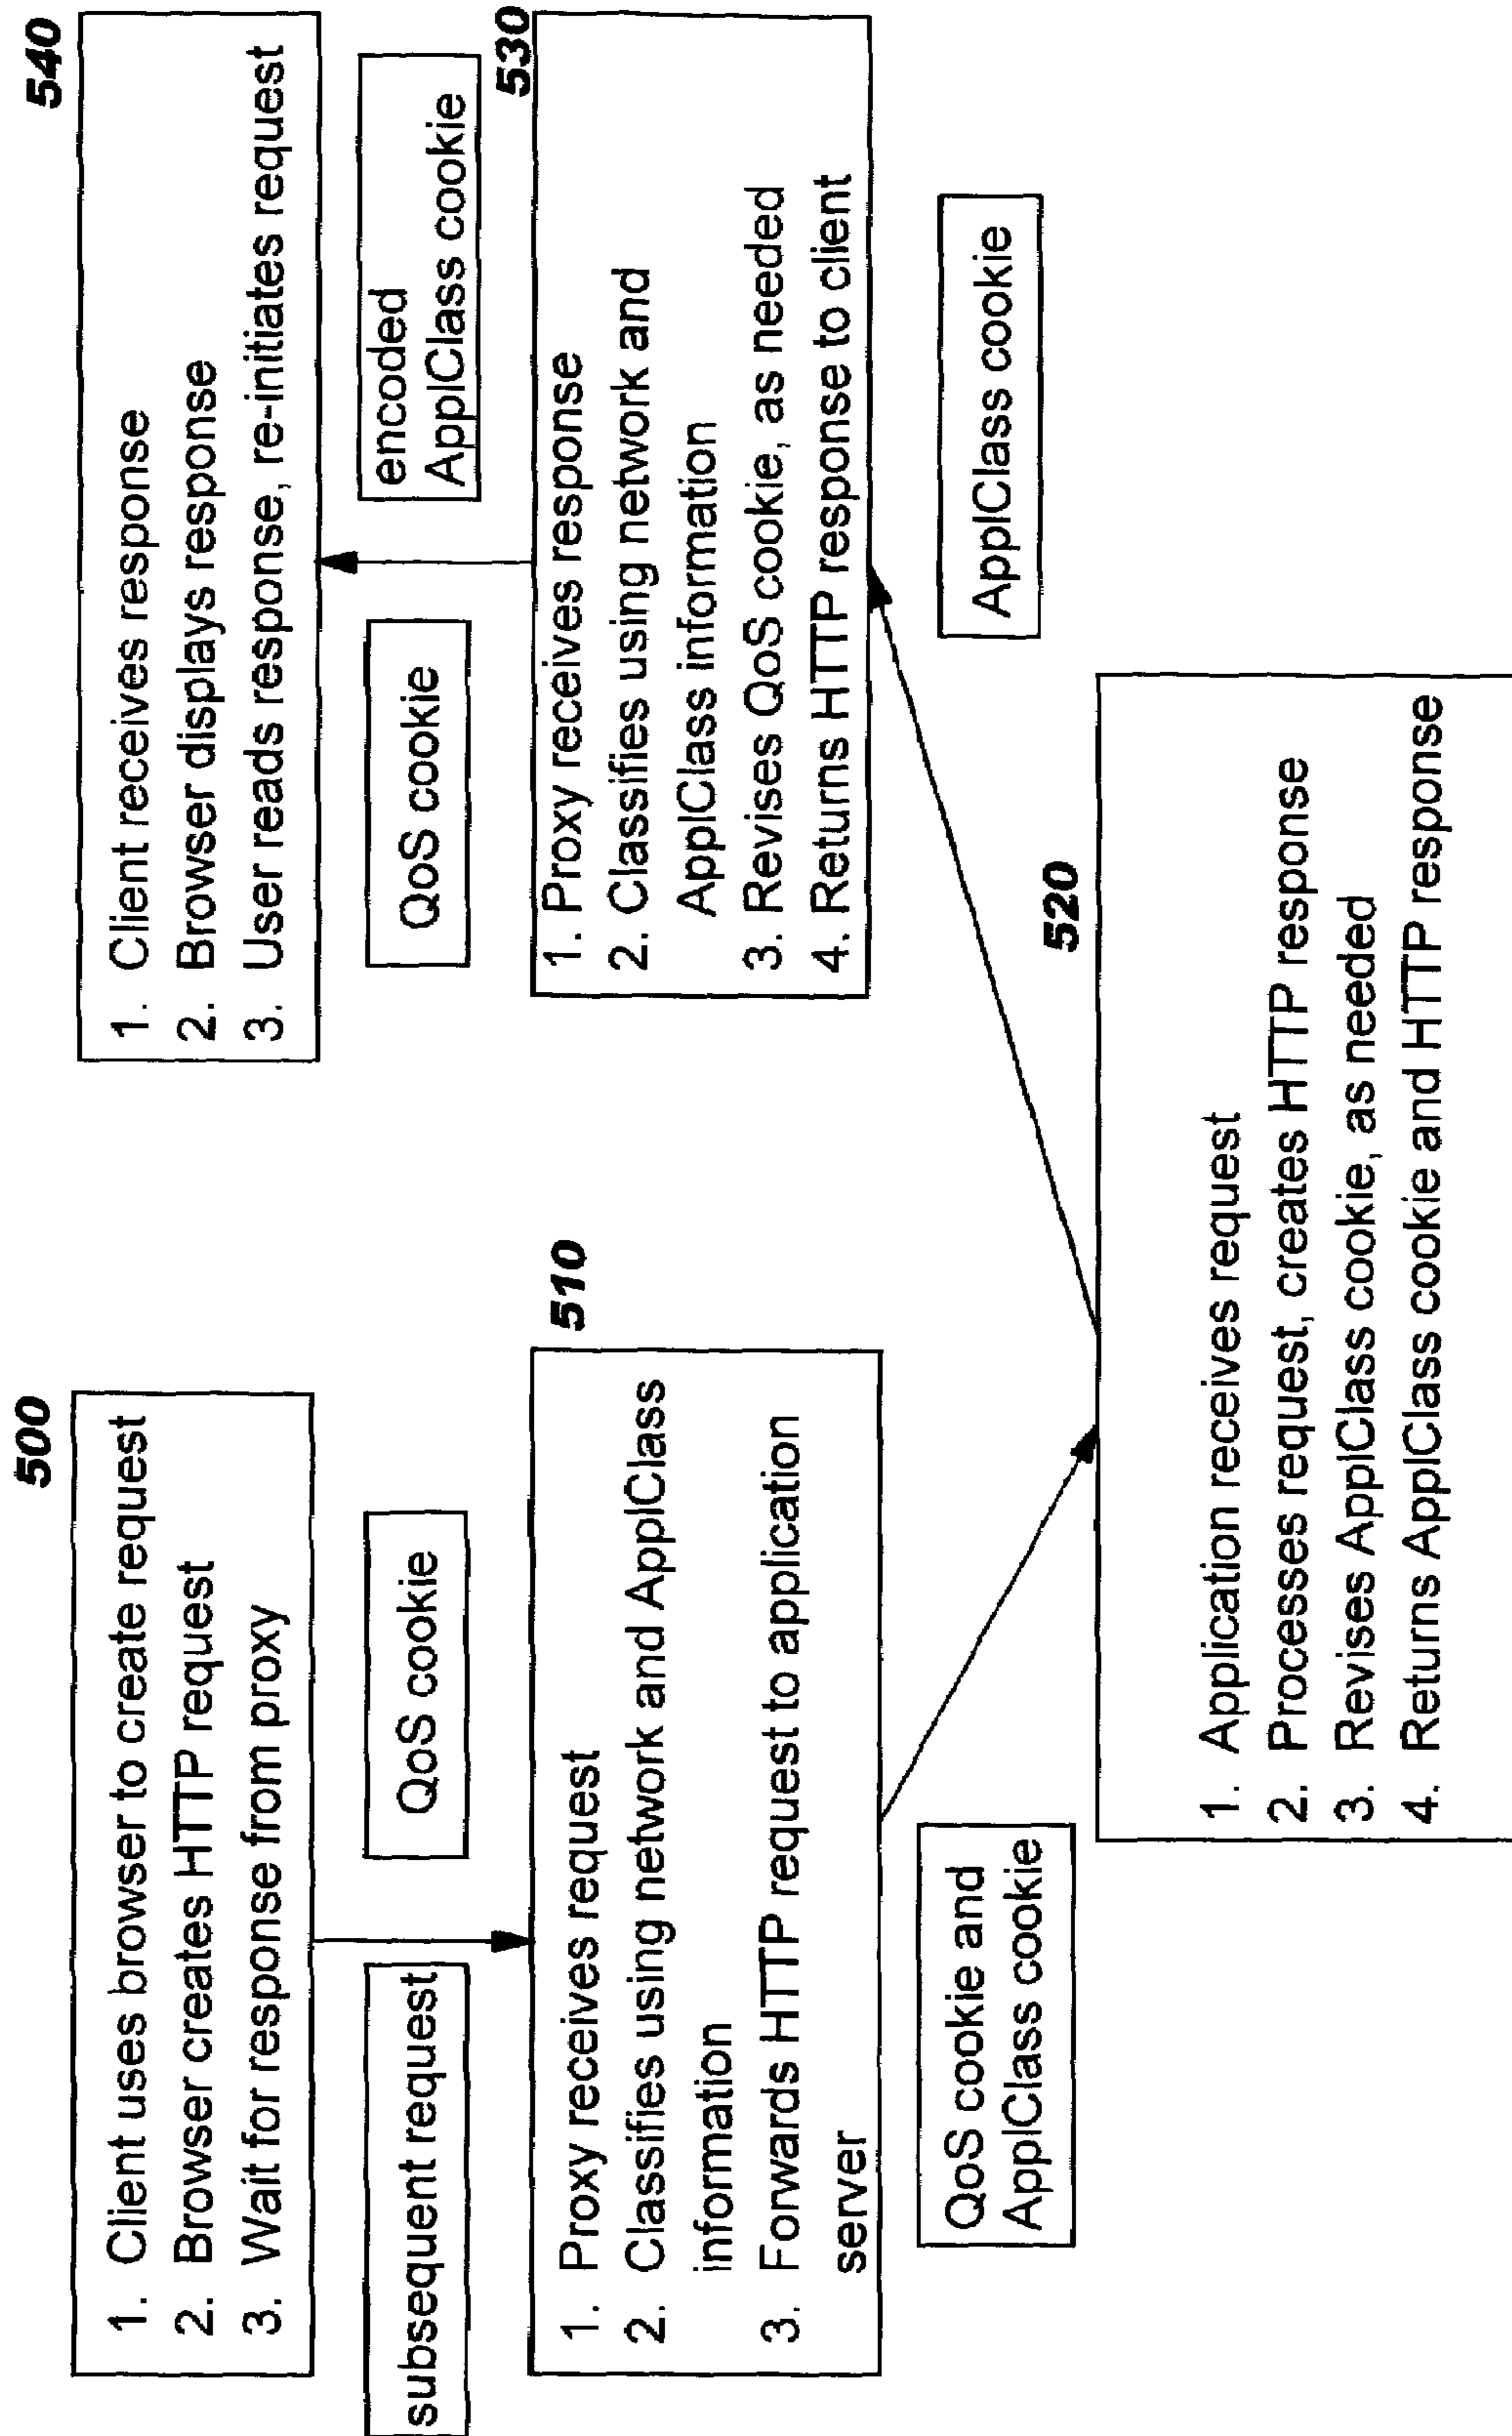 500
1. Client uses browser to create request
2. Browser creates HTTP request
3. Wait for response from proxy
subsequent request
QoS cookie
510
1. Proxy receives request
2. Classifies using network and ApplClass
information
3. Forwards HTTP request to application
server
QoS cookie and
ApplClass cookie
520
1. Application receives request
2. Processes request, creates HTTP response
3. Revises ApplClass cookie, as needed
4. Returns ApplClass cookie and HTTP response
ApplClass cookie
530
1. Proxy receives response
2. Classifies using network and
ApplClass information
3. Revises QoS cookie, as needed
4. Returns HTTP response to client
QoS cookie
encoded
ApplClass cookie
540
1. Client receives response
2. Browser displays response
3. User reads response, re-initiates request